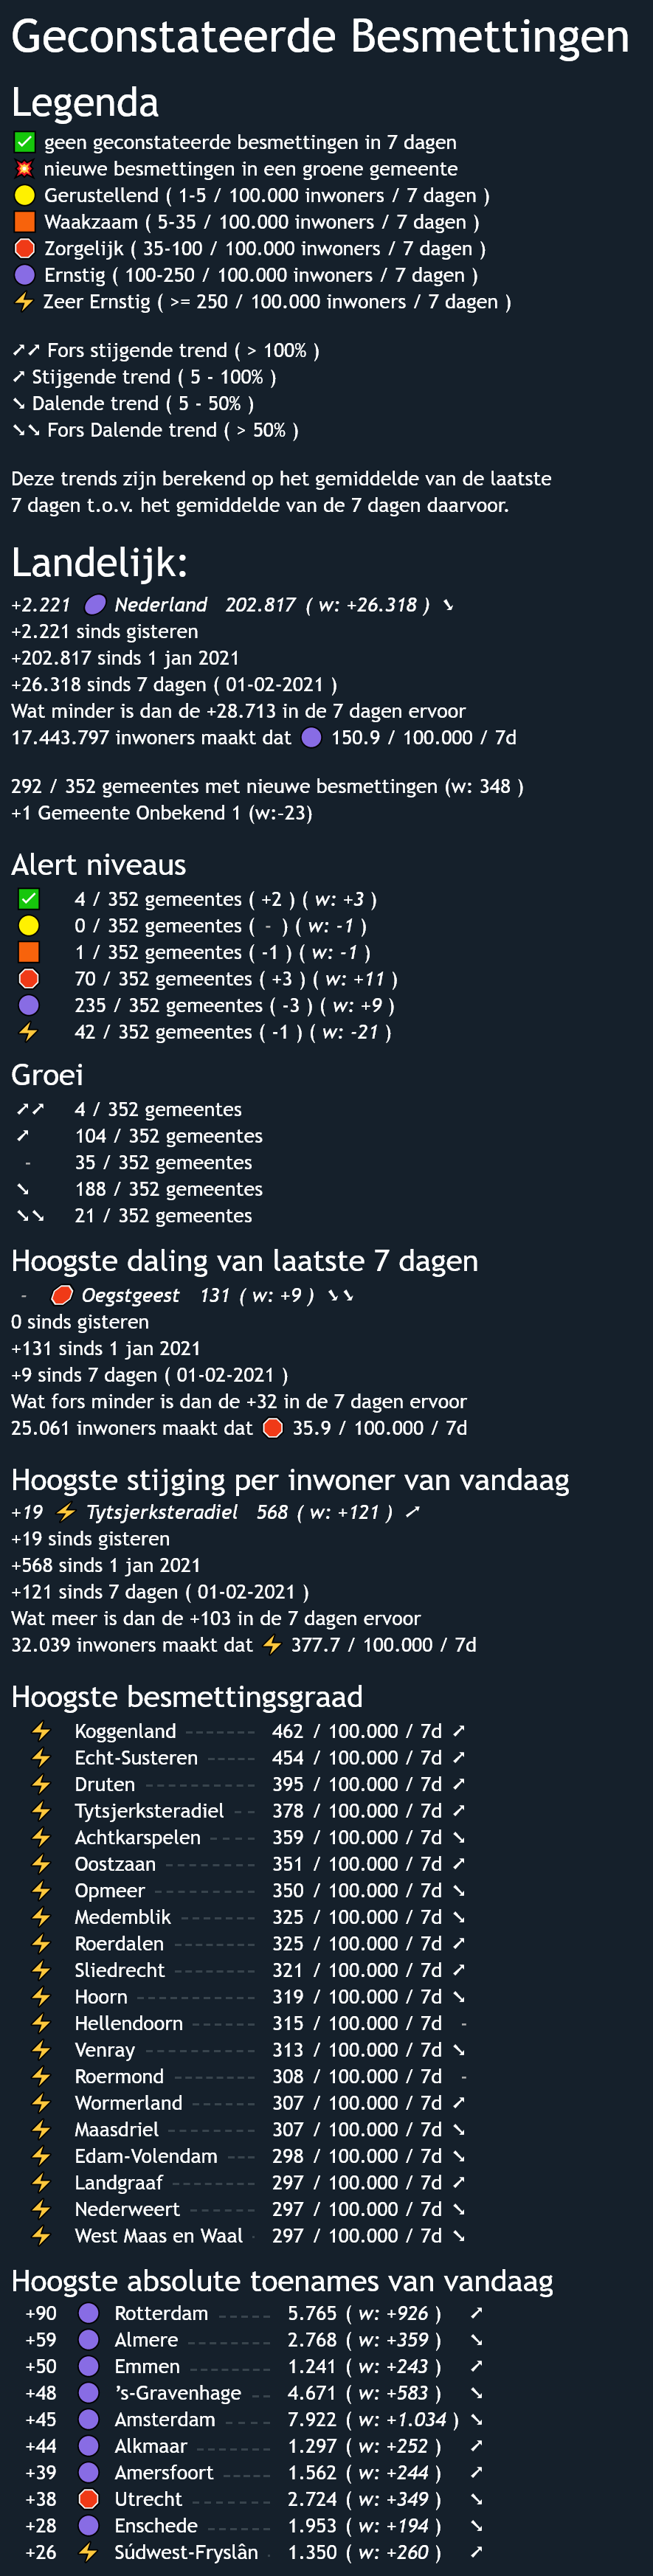 Geconstateerde Besmettingen
Legenda
✅ geen geconstateerde besmettingen in 7 dagen
💥 nieuwe besmettingen in een groene gemeente
🟡 Gerustellend ( 1-5 / 100.000 inwoners / 7 dagen )
🟧 Waakzaam ( 5-35 / 100.000 inwoners / 7 dagen )
🛑 Zorgelijk ( 35-100 / 100.000 inwoners / 7 dagen )
🟣 Ernstig ( 100-250 / 100.000 inwoners / 7 dagen )
⚡ Zeer Ernstig ( >= 250 / 100.000 inwoners / 7 dagen )
➚➚ Fors stijgende trend ( > 100% )
➚ Stijgende trend ( 5 - 100% )
➘ Dalende trend ( 5 - 50% )
➘➘ Fors Dalende trend ( > 50% )
Deze trends zijn berekend op het gemiddelde van de laatste
7 dagen t.o.v. het gemiddelde van de 7 dagen daarvoor.
Landelijk:
+2.221 🟣 Nederland 202.817 ( w: +26.318 ) ➘
+2.221 sinds gisteren
+202.817 sinds 1 jan 2021
+26.318 sinds 7 dagen ( 01-02-2021 )
Wat minder is dan de +28.713 in de 7 dagen ervoor
17.443.797 inwoners maakt dat 🟣 150.9 / 100.000 / 7d
292 / 352 gemeentes met nieuwe besmettingen (w: 348 )
+1 Gemeente Onbekend 1 (w:-23)
Alert niveaus
✅ 4 / 352 gemeentes ( +2 ) ( w: +3 )
🟡 0 / 352 gemeentes ( - ) ( w: -1 )
🟧 1 / 352 gemeentes ( -1 ) ( w: -1 )
🛑 70 / 352 gemeentes ( +3 ) ( w: +11 )
🟣 235 / 352 gemeentes ( -3 ) ( w: +9 )
⚡ 42 / 352 gemeentes ( -1 ) ( w: -21 )
Groei
➚➚ 4 / 352 gemeentes
➚ 104 / 352 gemeentes
- 35 / 352 gemeentes
➘ 188 / 352 gemeentes
➘➘ 21 / 352 gemeentes
Hoogste daling van laatste 7 dagen
- 🛑 Oegstgeest 131 ( w: +9 ) ➘➘
0 sinds gisteren
+131 sinds 1 jan 2021
+9 sinds 7 dagen ( 01-02-2021 )
Wat fors minder is dan de +32 in de 7 dagen ervoor
25.061 inwoners maakt dat 🛑 35.9 / 100.000 / 7d
Hoogste stijging per inwoner van vandaag
+19 ⚡ Tytsjerksteradiel 568 ( w: +121 ) ➚
+19 sinds gisteren
+568 sinds 1 jan 2021
+121 sinds 7 dagen ( 01-02-2021 )
Wat meer is dan de +103 in de 7 dagen ervoor
32.039 inwoners maakt dat ⚡ 377.7 / 100.000 / 7d
Hoogste besmettingsgraad
⚡ Koggenland ------- 462 / 100.000 / 7d ➚
⚡ Echt-Susteren ----- 454 / 100.000 / 7d ➚
⚡ Druten ----------- 395 / 100.000 / 7d ➚
⚡ Tytsjerksteradiel -- 378 / 100.000 / 7d ➚
⚡ Achtkarspelen ---- 359 / 100.000 / 7d ➘
⚡ Oostzaan --------- 351 / 100.000 / 7d ➚
⚡ Opmeer ---------- 350 / 100.000 / 7d ➘
⚡ Medemblik ------- 325 / 100.000 / 7d ➘
⚡ Roerdalen -------- 325 / 100.000 / 7d ➚
⚡ Sliedrecht -------- 321 / 100.000 / 7d ➚
⚡ Hoorn ------------ 319 / 100.000 / 7d ➘
⚡ Hellendoorn ------ 315 / 100.000 / 7d -
⚡ Venray ----------- 313 / 100.000 / 7d ➘
⚡ Roermond -------- 308 / 100.000 / 7d -
⚡ Wormerland ------ 307 / 100.000 / 7d ➚
⚡ Maasdriel -------- 307 / 100.000 / 7d ➘
⚡ Edam-Volendam --- 298 / 100.000 / 7d ➘
⚡ Landgraaf -------- 297 / 100.000 / 7d ➚
⚡ Nederweert ------ 297 / 100.000 / 7d ➘
⚡ West Maas en Waal - 297 / 100.000 / 7d ➘
Hoogste absolute toenames van vandaag
+90 🟣 Rotterdam ----- 5.765 ( w: +926 ) ➚
+59 🟣 Almere -------- 2.768 ( w: +359 ) ➘
+50 🟣 Emmen -------- 1.241 ( w: +243 ) ➚
+48 🟣 's-Gravenhage -- 4.671 ( w: +583 ) ➘
+45 🟣 Amsterdam ---- 7.922 ( w: +1.034 ) ➘
+44 🟣 Alkmaar ------- 1.297 ( w: +252 ) ➚
+39 🟣 Amersfoort ----- 1.562 ( w: +244 ) ➚
+38 🛑 Utrecht -------- 2.724 ( w: +349 ) ➘
+28 🟣 Enschede ------ 1.953 ( w: +194 ) ➘
+26 ⚡ Súdwest-Fryslân - 1.350 ( w: +260 ) ➚